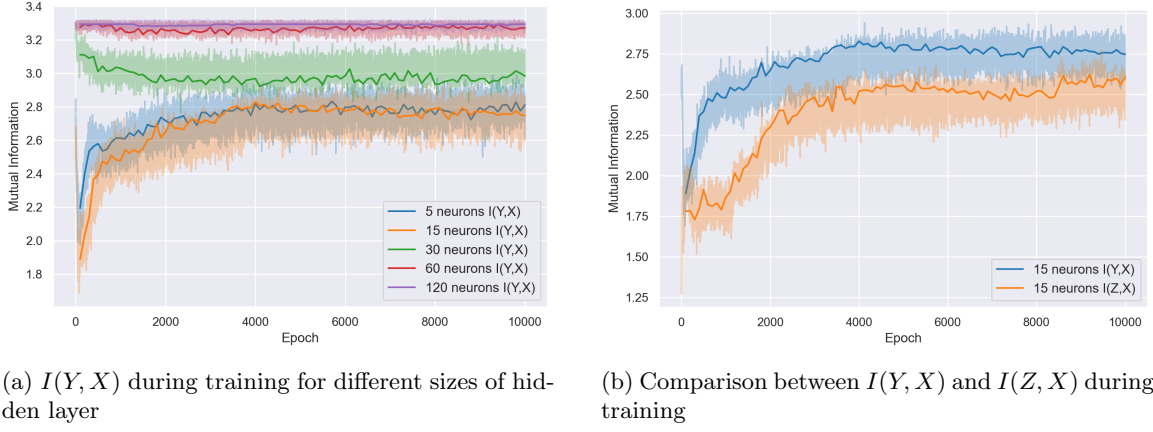 3.4
3.2
3.0
2.8
2.6
2.4
2.2
2.0
1.8
Mutual Information
0
2000
4000
6000
8000
10000
Epoch
5 neurons I(Y,X)
15 neurons I(Y,X)
30 neurons I(Y,X)
60 neurons I(Y,X)
120 neurons I(Y,X)
(a) I(Y, X) during training for different sizes of hid-
den layer
3.00
2.75
2.50
2.25
2.00
1.75
1.50
1.25
Mutual Information
0
2000
4000
6000
8000
10000
Epoch
15 neurons I(Y,X)
15 neurons I(Z,X)
(b) Comparison between I(Y, X) and I(Z, X) during
training